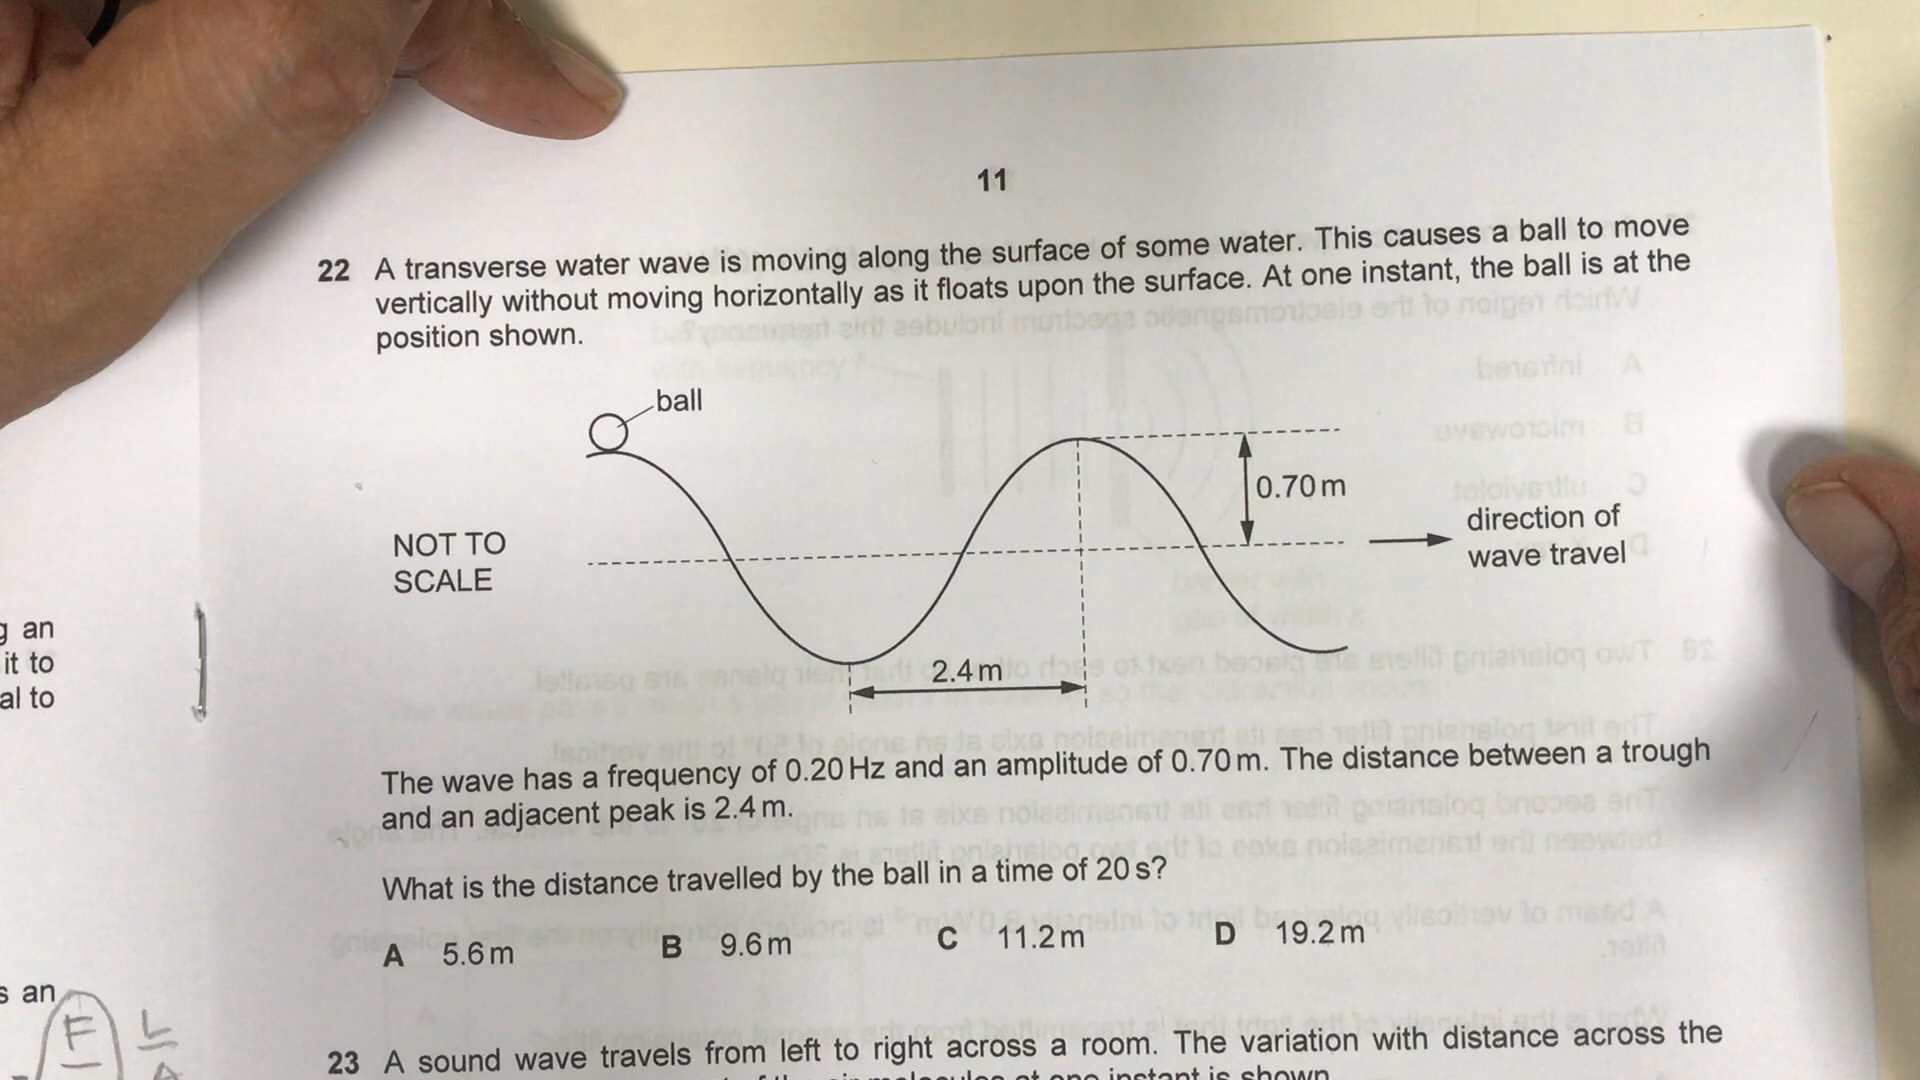 11
22 A transverse water wave is moving along the surface of some water. This causes a ball to move
vertically without moving horizontally as it floats upon the surface. At one instant, the ball is at the
position shown.
ball
0.70 m
direction of
wave travel
NOT TO
SCALE
2.4 m
The wave has a frequency of 0.20 Hz and an amplitude of 0.70 m. The distance between a trough
and an adjacent peak is 2.4 m.
What is the distance travelled by the ball in a time of 20 s?
A 5.6 m B 9.6 m C 11.2 m D 19.2 m
23 A sound wave travels from left to right across a room. The variation with distance across the
at one instant is shown
an
it to
al to
an
F L